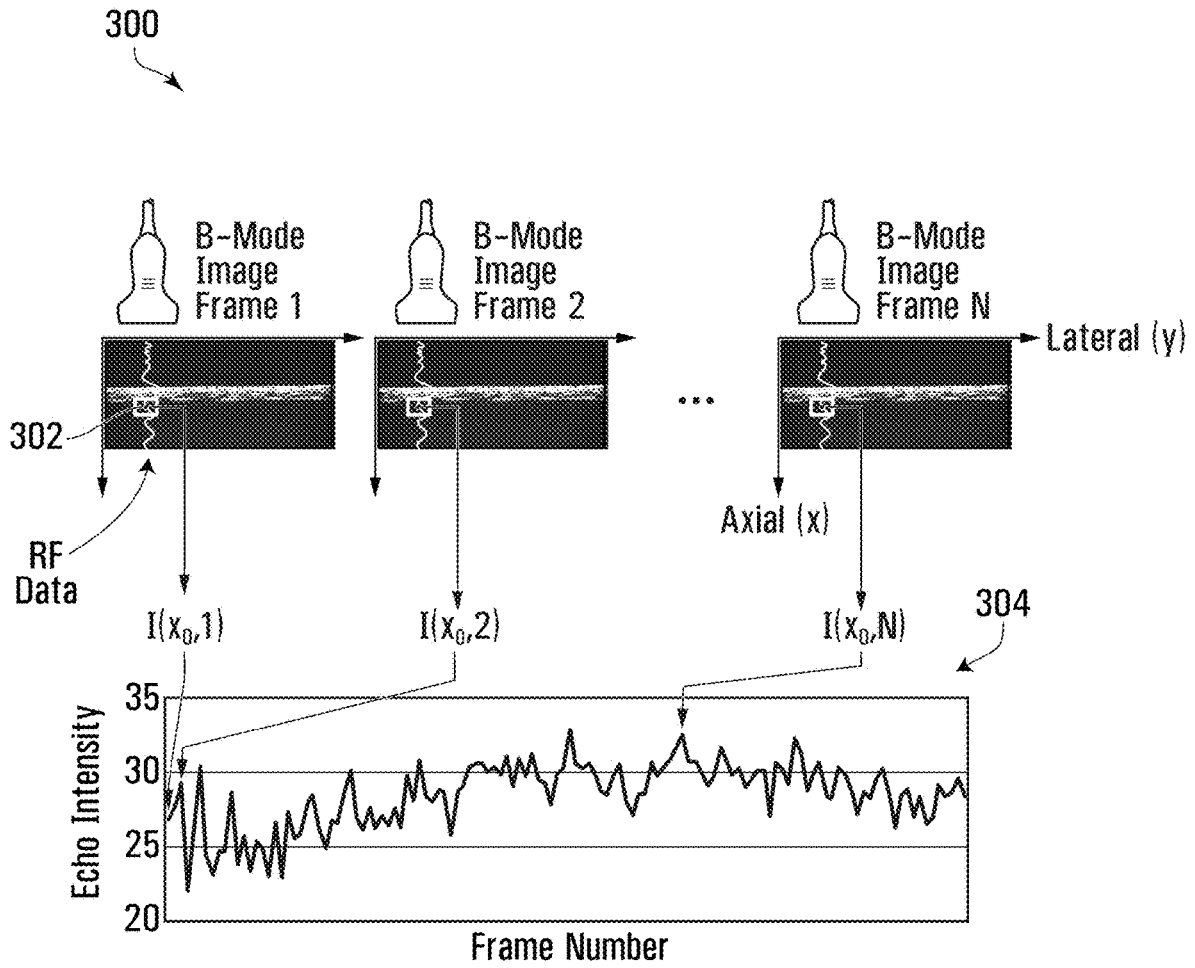 300
B-Mode
Image
Frame 1
B-Mode
Image
Frame 2
B-Mode
Image
Frame N
Lateral (y)
...
302
Axial (x)
RF
Data
I(x₀,1)
I(x₀,2)
I(x₀,N)
304
35
30
25
20
Echo Intensity
Frame Number